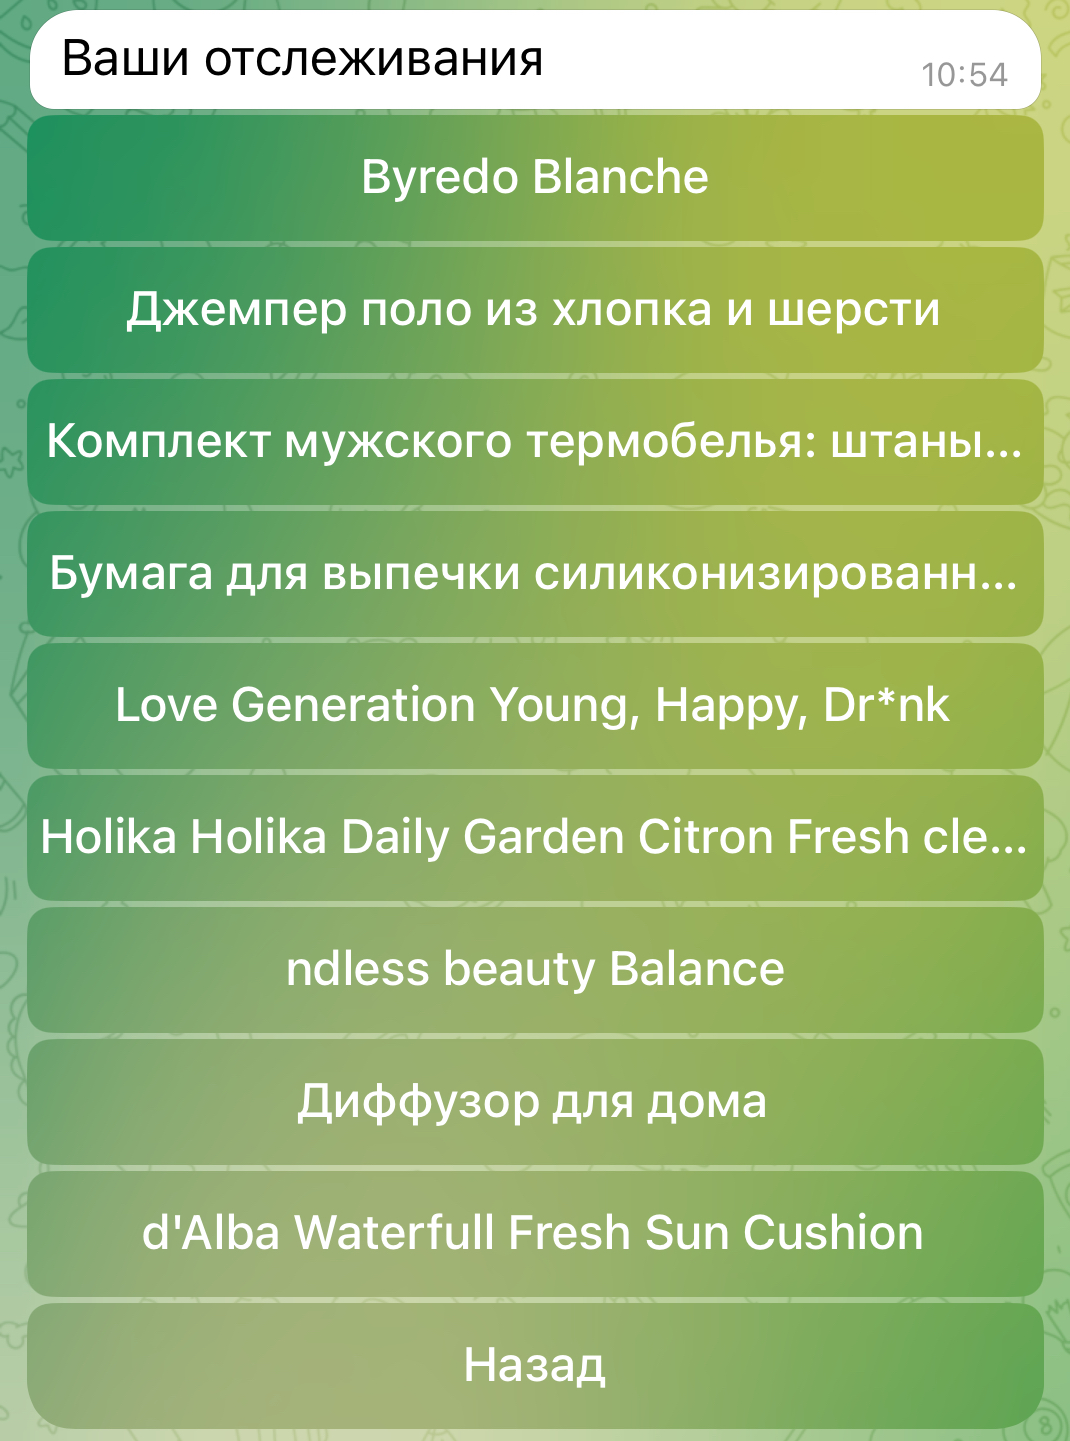 Ваши отслеживания
10:54
Byredo Blanche
Джемпер поло из хлопка и шерсти
Комплект мужского термобелья: штаны...
Бумага для выпечки силиконизированн...
Love Generation Young, Happy, Dr*nk
Holika Holika Daily Garden Citron Fresh cle...
ndless beauty Balance
Диффузор для дома
d'Alba Waterfull Fresh Sun Cushion
Назад